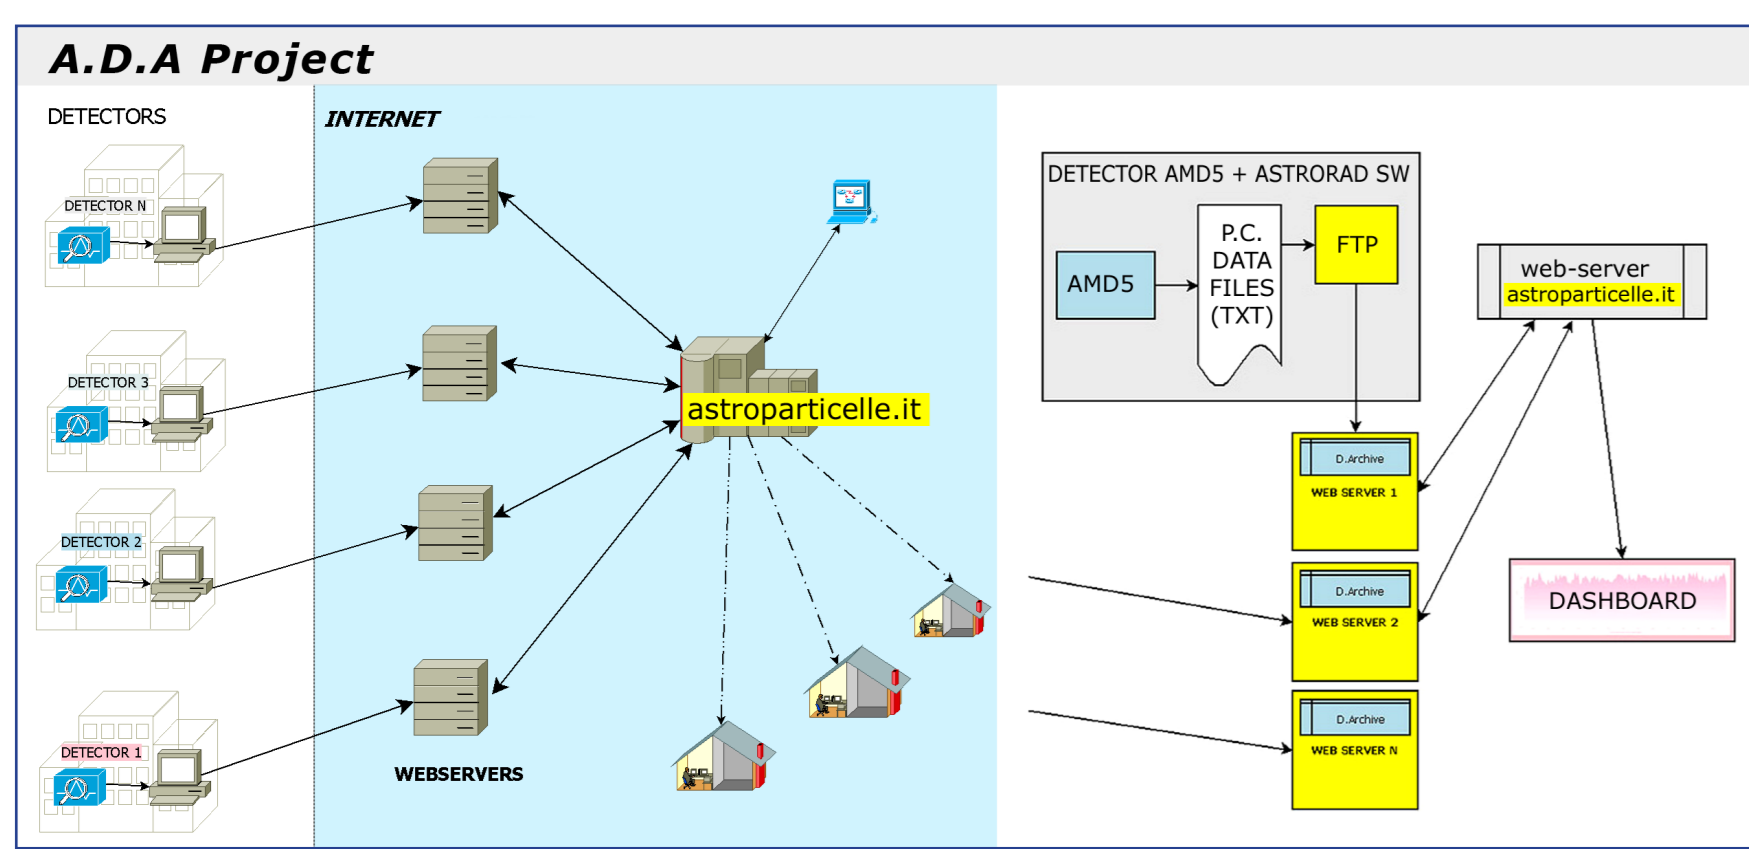 A.D.A Project
DETECTORS
INTERNET
DETECTOR N
DETECTOR 3
DETECTOR 2
DETECTOR 1
WEBSERVERS
astroparticelle.it
DETECTOR AMD5 + ASTRORAD SW
AMD5
P.C.
DATA
FILES
(TXT)
FTP
web-server
astroparticelle.it
D.Archive
WEB SERVER 1
D.Archive
WEB SERVER 2
D.Archive
WEB SERVER N
DASHBOARD